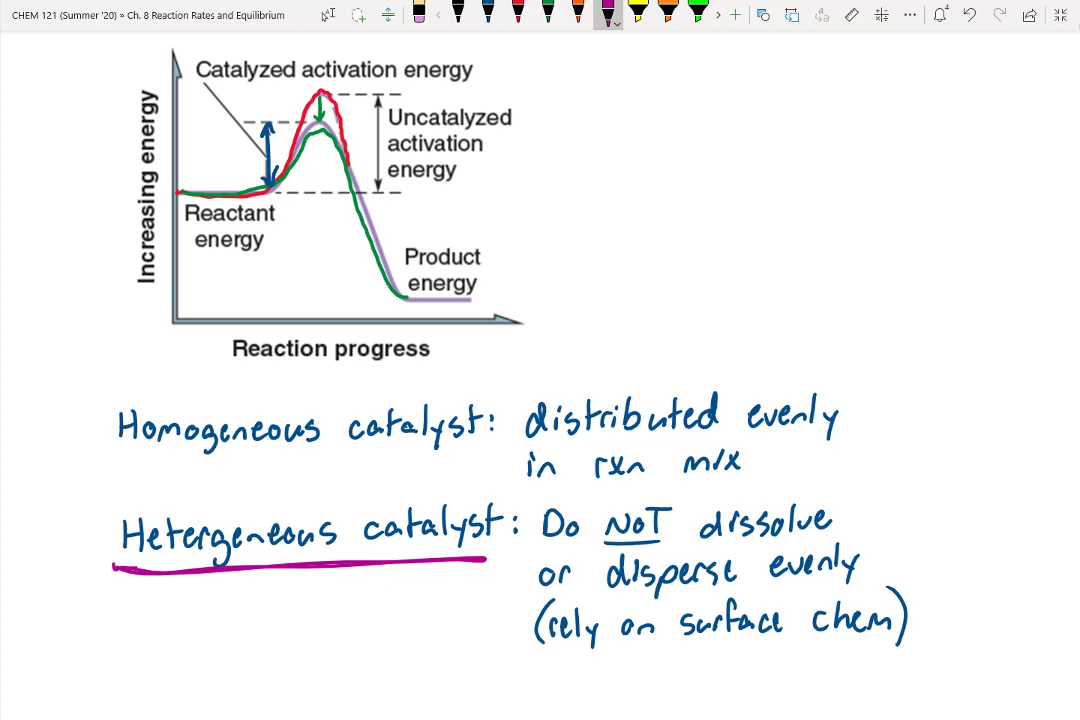 CHEM 121 (Summer '20) » Ch. 8 Reaction Rates and Equilibrium
4
Catalyzed activation energy
Uncatalyzed
activation
energy
Increasing energy
Reactant
energy
Product
energy
Reaction progress
Homogeneous catalyst: distributed evenly
in rxn mix
Hetergeneous catalyst: Do NOT dissolve
or disperse evenly
(rely on surface chem)